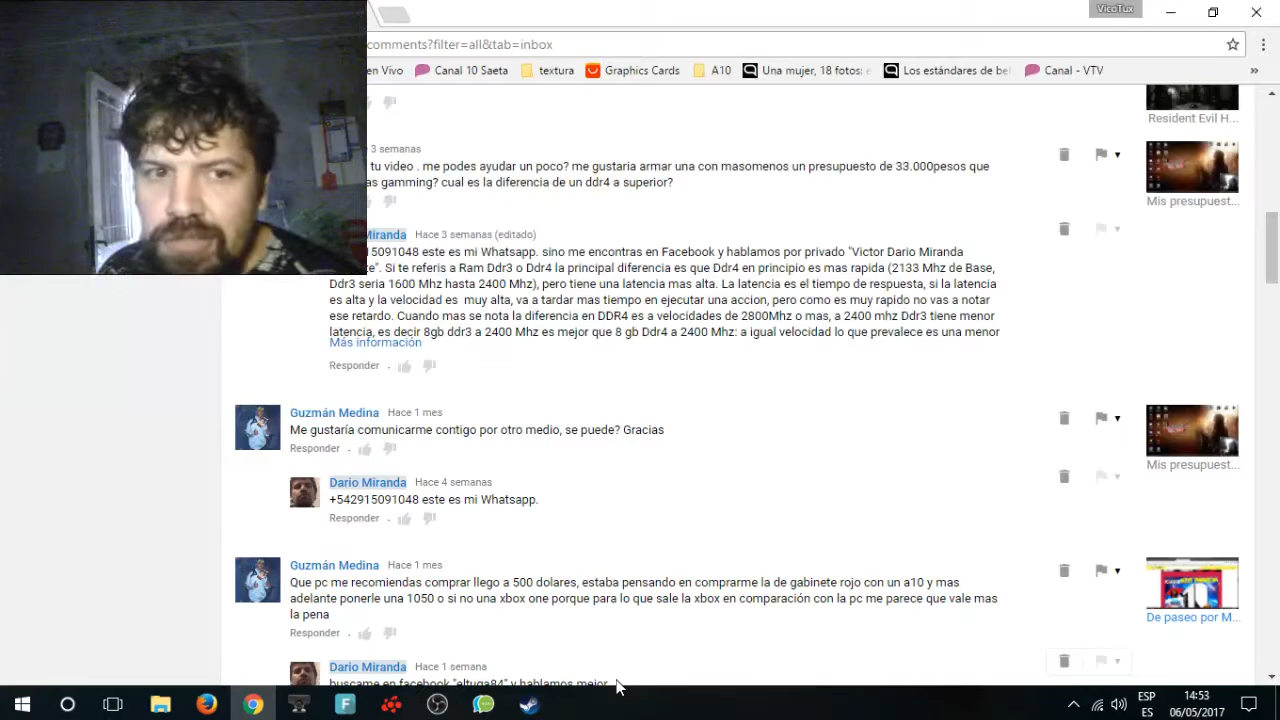 VicoTux
comments?filter=all&tab=inbox
en Vivo
Canal 10 Saeta
textura
Graphics Cards
A10
Una mujer, 18 fotos:
Los estándares de be
Canal - VTV
»
Resident Evil H...
3 semanas
tu video . me podes ayudar un poco? me gustaria armar una con masomenos un presupuesto de 33.000pesos que
as gamming? cual es la diferencia de un ddr4 a superior?
Mis presupuest...
Miranda Hace 3 semanas (editado)
15091048 este es mi Whatsapp. sino me encontras en Facebook y hablamos por privado "Victor Dario Miranda
te". Si te referis a Ram Ddr3 o Ddr4 la principal diferencia es que Ddr4 en principio es mas rapida (2133 Mhz de Base,
Ddr3 seria 1600 Mhz hasta 2400 Mhz), pero tiene una latencia mas alta. La latencia es el tiempo de respuesta, si la latencia
es alta y la velocidad es muy alta, va a tardar mas tiempo en ejecutar una accion, pero como es muy rapido no vas a notar
ese retardo. Cuando mas se nota la diferencia en DDR4 es a velocidades de 2800Mhz o mas, a 2400 mhz Ddr3 tiene menor
latencia, es decir 8gb ddr3 a 2400 Mhz es mejor que 8 gb Ddr4 a 2400 Mhz: a igual velocidad lo que prevalece es una menor
Más información
Responder .
Guzmán Medina Hace 1 mes
Me gustaría comunicarme contigo por otro medio, se puede? Gracias
Responder .
Mis presupuest...
Dario Miranda Hace 4 semanas
+542915091048 este es mi Whatsapp.
Responder .
Guzmán Medina Hace 1 mes
Que pc me recomiendas comprar llego a 500 dolares, estaba pensando en comprarme la de gabinete rojo con un a10 y mas
adelante ponerle una 1050 o si no una xbox one porque para lo que sale la xbox en comparación con la pc me parece que vale mas
la pena
Responder .
De paseo por M...
Dario Miranda Hace 1 semana
buscame en facebook "eltuga84" y hablamos mejor
ESP
ES
14:53
06/05/2017